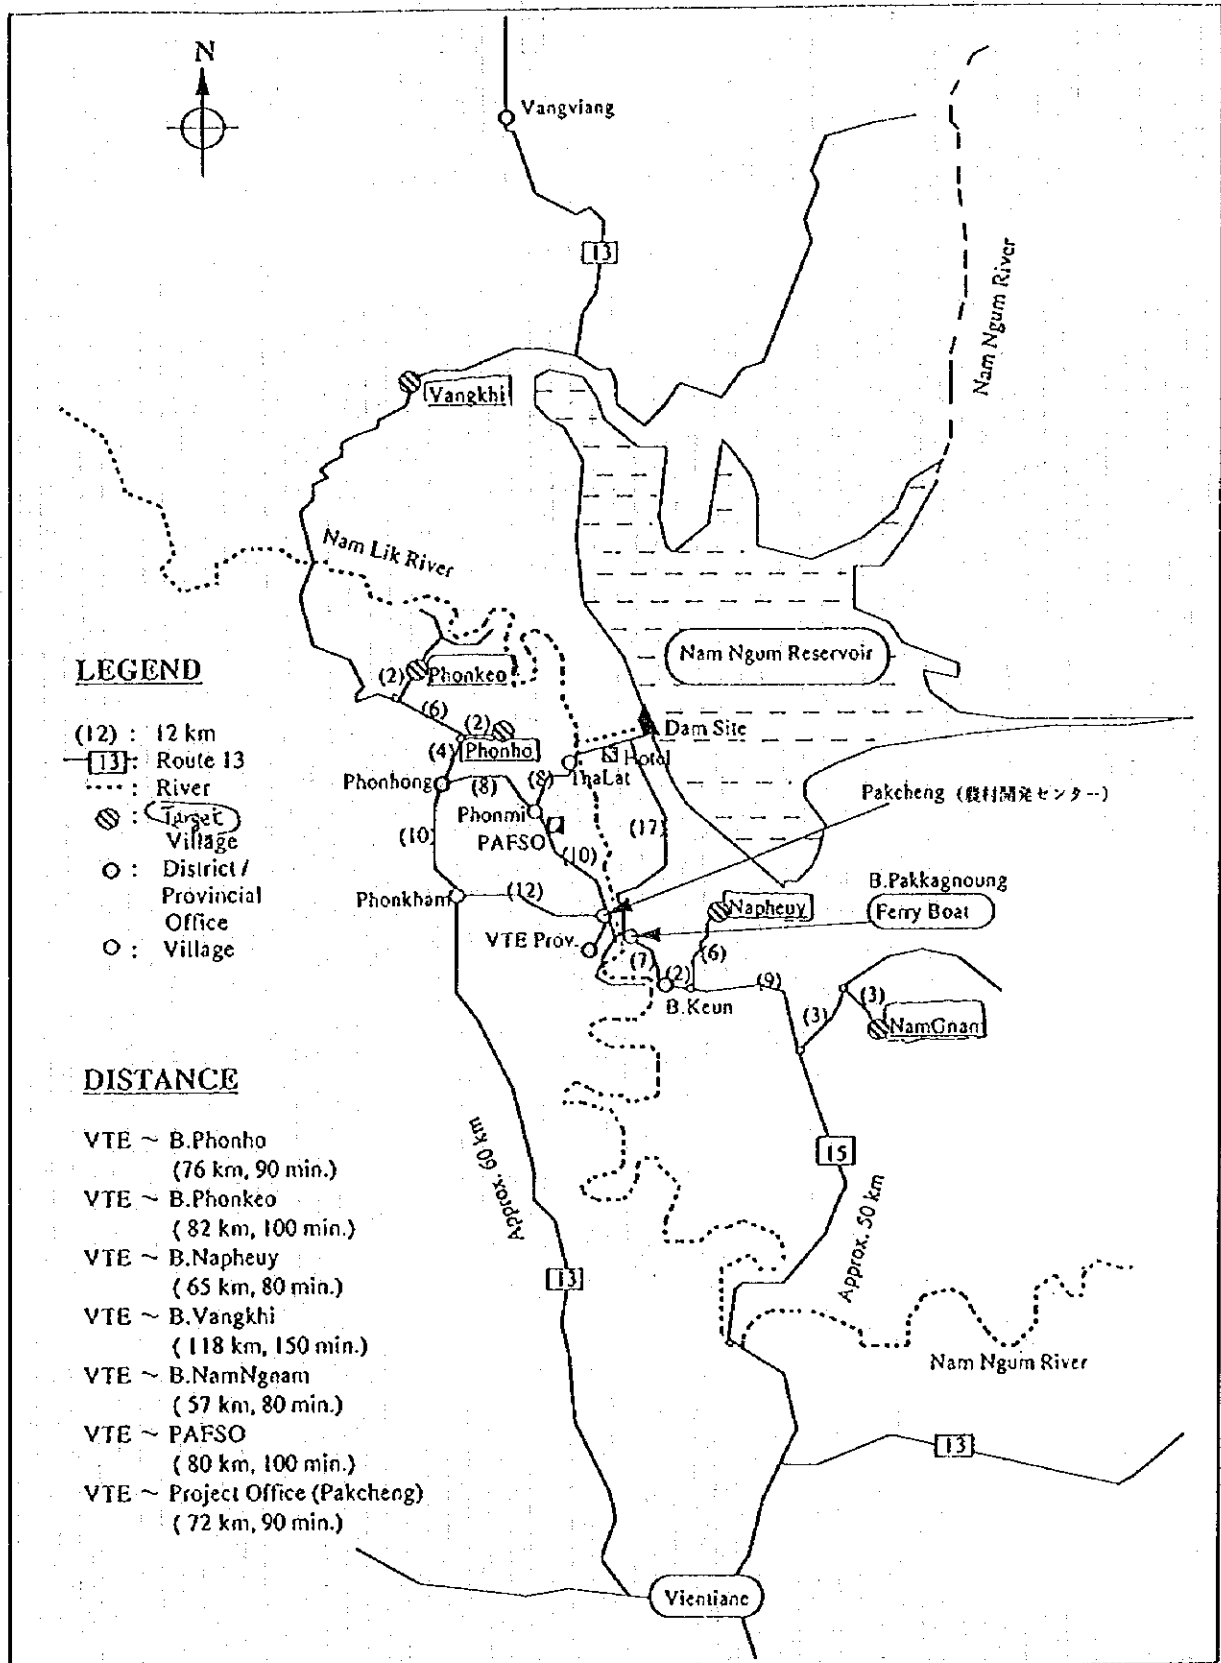 N
Vangviang
13
Nam Ngum River
Vangkhi
Nam Lik River
Nam Ngum Reservoir
(2)
Phonkeo
(6)
(2)
Phonho
(4)
Dam Site
Hotel
ThaLat
Phonhong
(8)
(8)
Phonmi
PAFSO
(10)
(10)
(17)
Pakcheng (農村開発センター)
Phonkham
(12)
VTE Prov.
Napheuy
B.Pakkagnoung
Ferry Boat
(7)
(2)
(6)
B.Keun
(9)
(3)
(3)
NamGnam
LEGEND
(12) : 12 km
13 : Route 13
: River
: Target
Village
: District /
Provincial
Office
: Village
DISTANCE
VTE ~ B.Phonho
(76 km, 90 min.)
VTE ~ B.Phonkeo
( 82 km, 100 min.)
VTE ~ B.Napheuy
( 65 km, 80 min.)
VTE ~ B.Vangkhi
( 118 km, 150 min.)
VTE ~ B.NamNgnam
( 57 km, 80 min.)
VTE ~ PAFSO
( 80 km, 100 min.)
VTE ~ Project Office (Pakcheng)
( 72 km, 90 min.)
Approx. 60 km
13
15
Approx. 50 km
Nam Ngum River
13
Vientiane